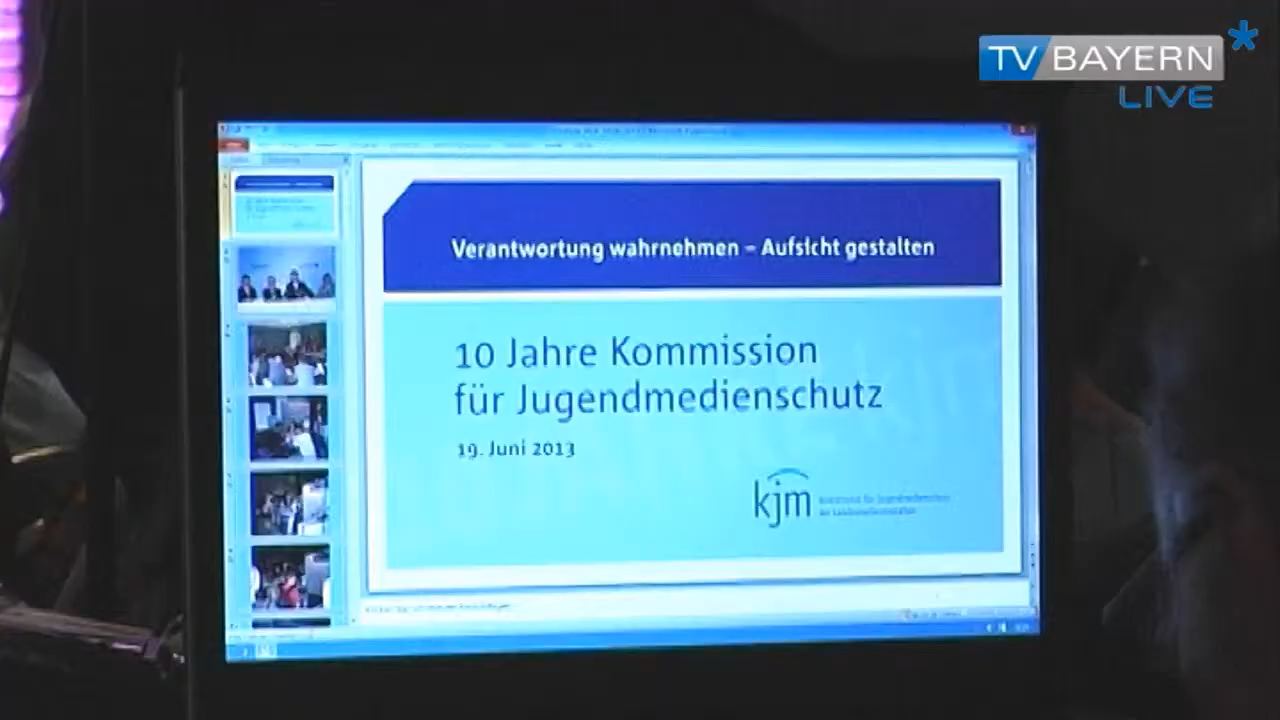 TV BAYERN
LIVE
Verantwortung wahrnehmen – Aufsicht gestalten
10 Jahre Kommission
für Jugendmedienschutz
19. Juni 2013
kjm